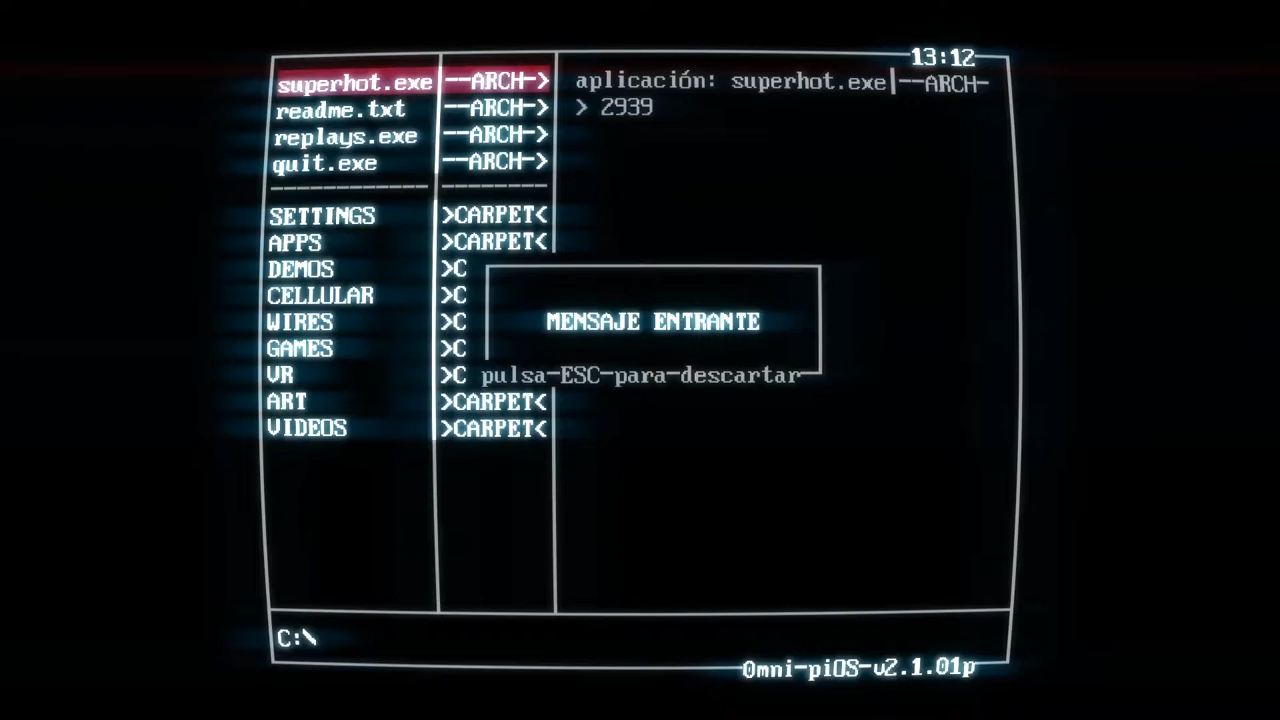 13:12
superhot.exe --ARCH-> aplicación: superhot.exe --ARCH-
readme.txt --ARCH-> > 2939
replays.exe --ARCH->
quit.exe --ARCH->
SETTINGS >CARPET<
APPS >CARPET<
DEMOS >C
CELLULAR >C
WIRES >C MENSAJE ENTRANTE
GAMES >C
VR >C pulsa-ESC-para-descartar
ART >CARPET<
VIDEOS >CARPET<
C:\
Omni-piOS-v2.1.01p